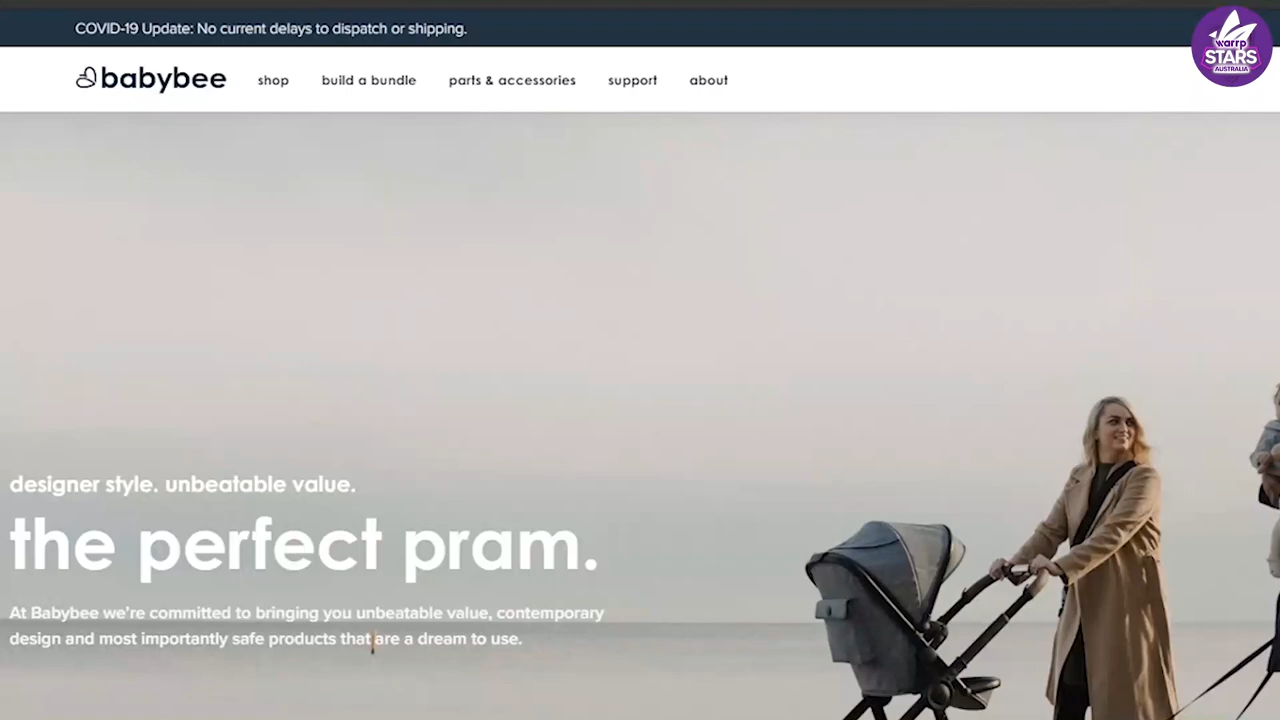 COVID-19 Update: No current delays to dispatch or shipping.
warrp
STARS
AUSTRALIA
babybee
shop
build a bundle
parts & accessories
support
about
designer style. unbeatable value.
the perfect pram.
At Babybee we're committed to bringing you unbeatable value, contemporary
design and most importantly safe products that are a dream to use.